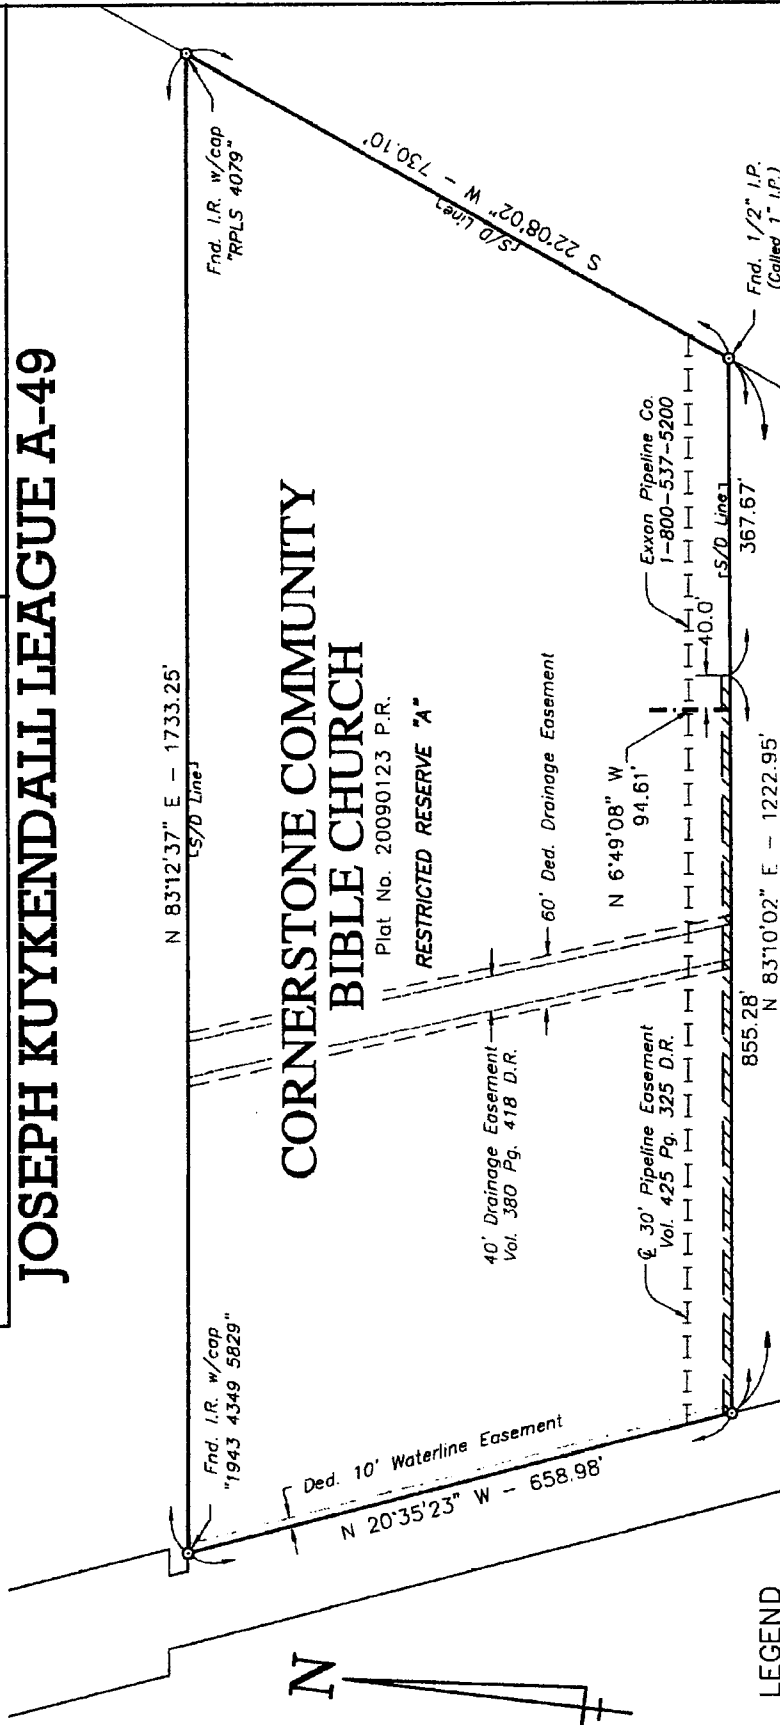 JOSEPH KUYKENDALL LEAGUE A-49
Fnd. I.R. w/cap
"1943 4349 5829"
N 83°12'37" E - 1733.25'
S/D Line
Fnd. I.R. w/cap
"RPLS 4079"
CORNERSTONE COMMUNITY
BIBLE CHURCH
Plat No. 20090123 P.R.
RESTRICTED RESERVE "A"
S 22°08'02" W - 730.10'
S/D Line
Ded. 10' Waterline Easement
N 20°35'23" W - 658.98'
40' Drainage Easement
Vol. 380 Pg. 418 D.R.
60' Ded. Drainage Easement
℄ 30' Pipeline Easement
Vol. 425 Pg. 325 D.R.
N 6°49'08" W
94.61'
Exxon Pipeline Co.
1-800-537-5200
40.0'
S/D Line
367.67'
855.28'
N 83°10'02" E - 1222.95'
Fnd. 1/2" I.P.
(Called 1" I.P.)
N
LEGEND